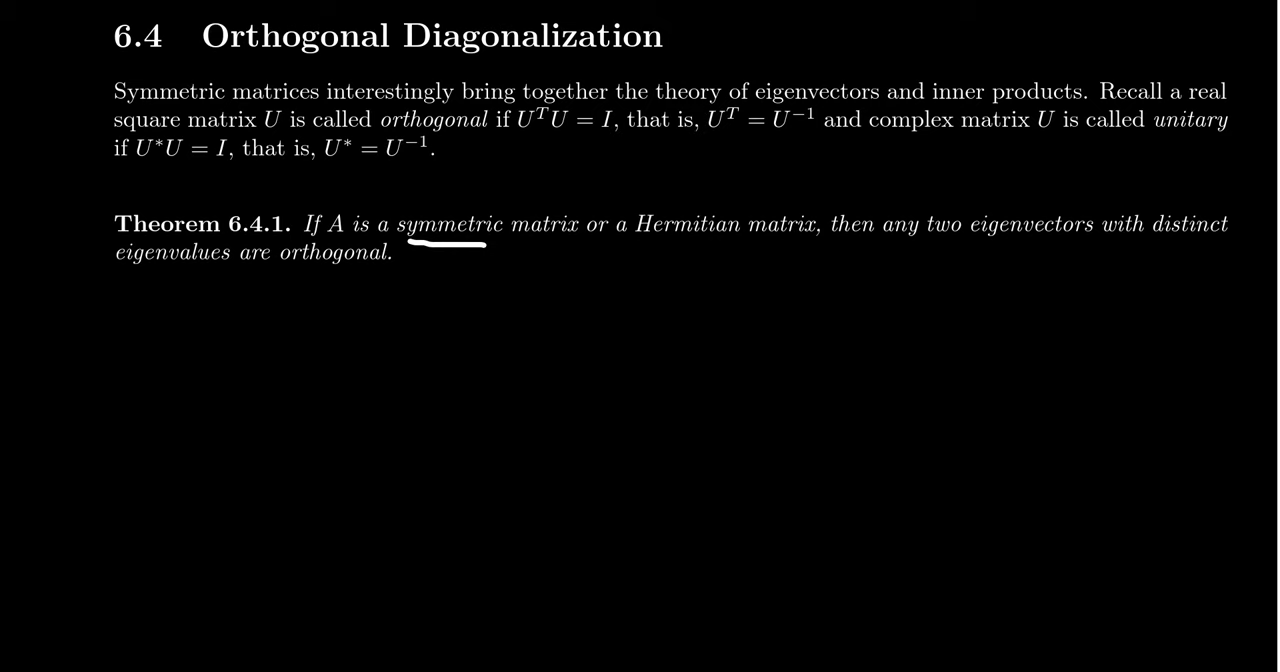 6.4 Orthogonal Diagonalization
Symmetric matrices interestingly bring together the theory of eigenvectors and inner products. Recall a real
square matrix U is called orthogonal if UᵀU = I, that is, Uᵀ = U⁻¹ and complex matrix U is called unitary
if U*U = I, that is, U* = U⁻¹.
Theorem 6.4.1. If A is a symmetric matrix or a Hermitian matrix, then any two eigenvectors with distinct
eigenvalues are orthogonal.